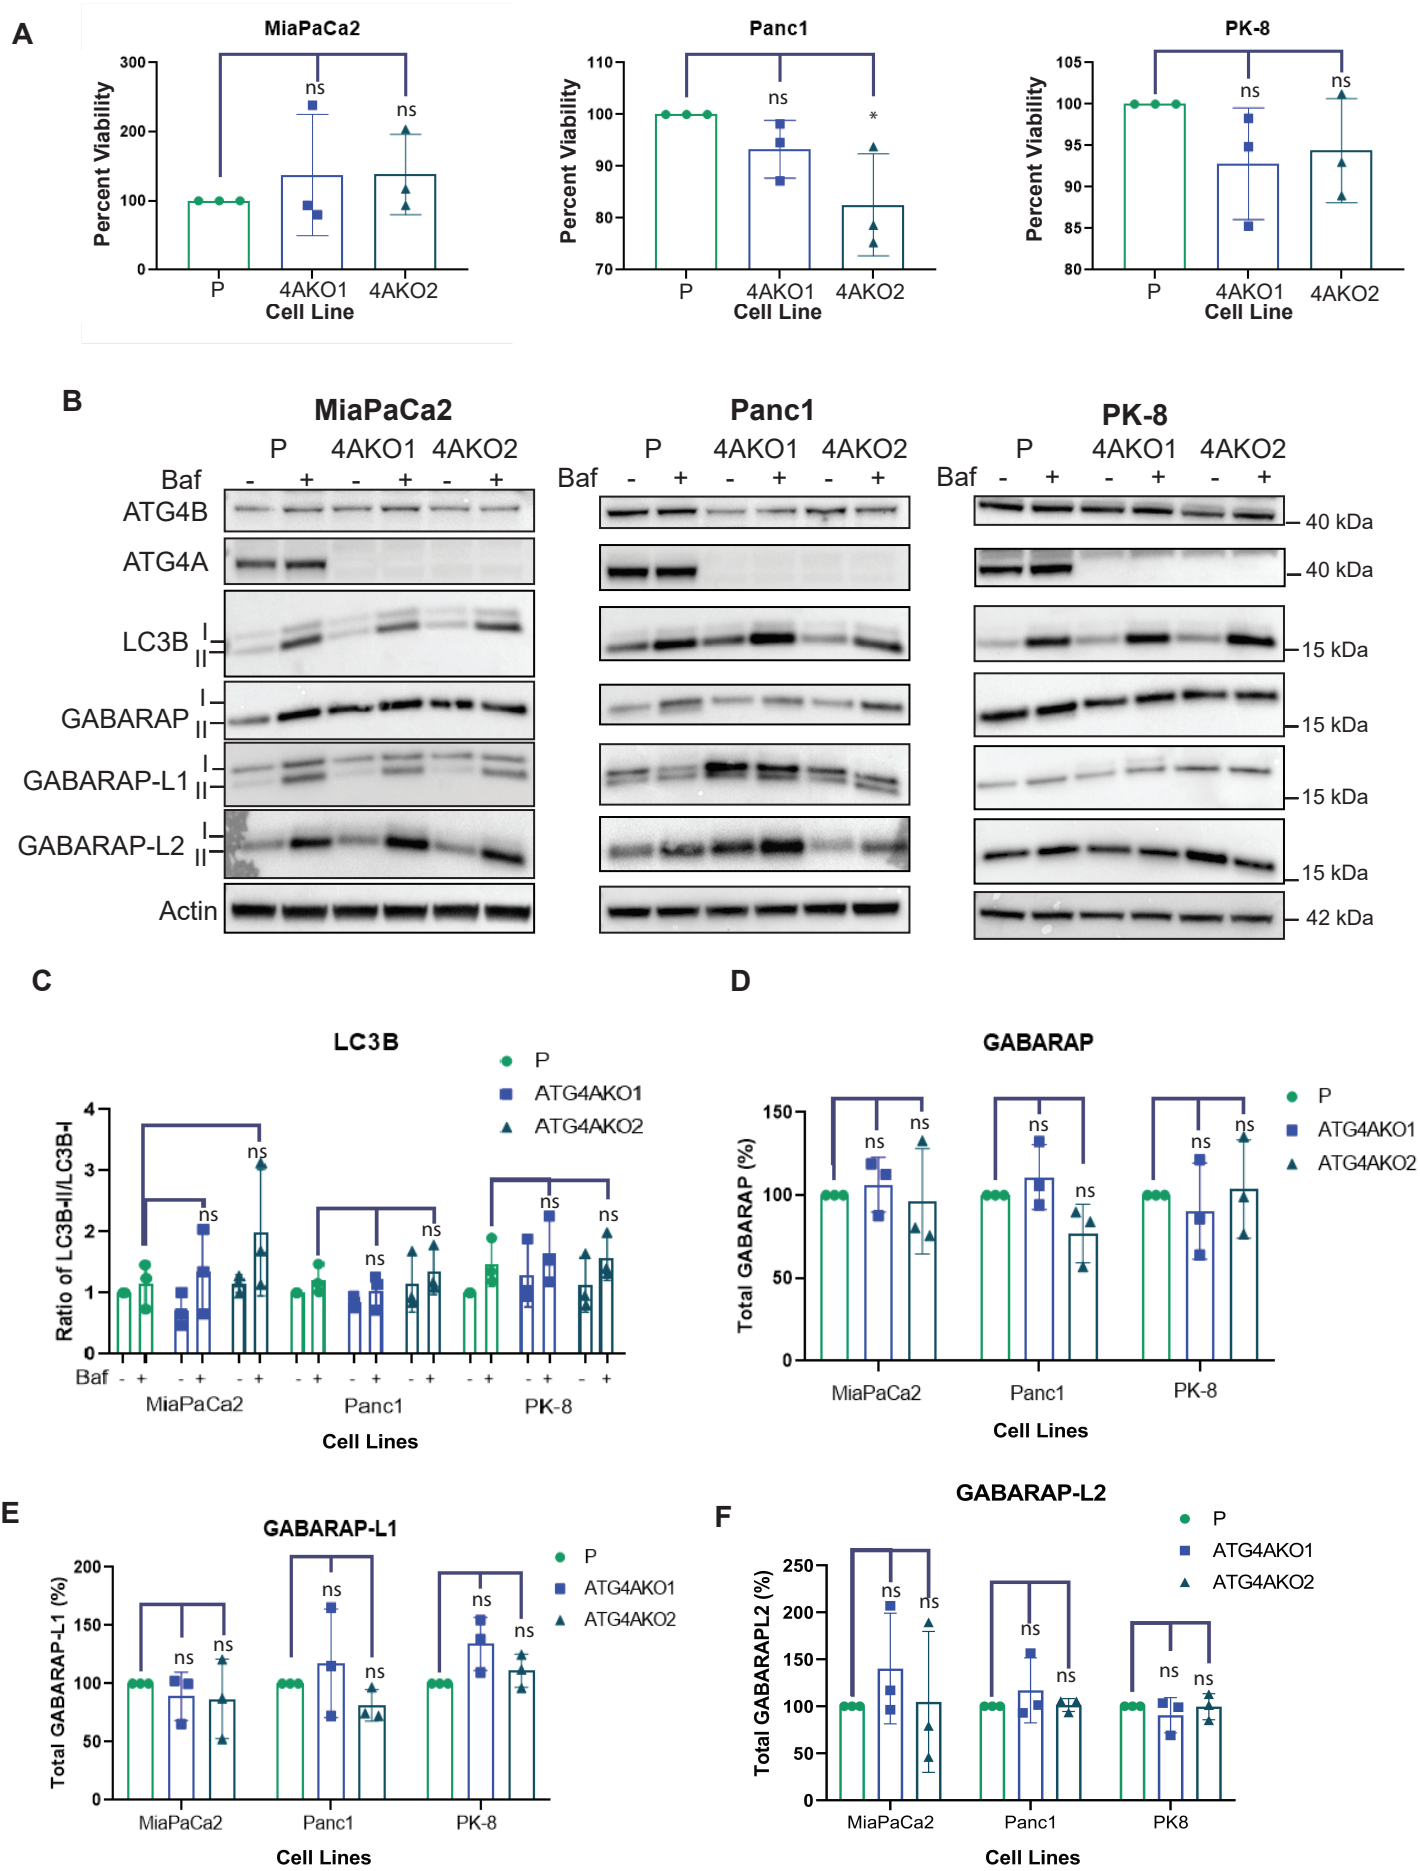 A
MiaPaCa2
Panc1
PK-8
Percent Viability
300
200
100
0
ns
ns
P
4AKO1
4AKO2
Cell Line
Percent Viability
110
100
90
80
70
ns
*
P
4AKO1
4AKO2
Cell Line
Percent Viability
105
100
95
90
85
80
ns
ns
P
4AKO1
4AKO2
Cell Line
B
MiaPaCa2
Panc1
PK-8
P 4AKO1 4AKO2
P 4AKO1 4AKO2
P 4AKO1 4AKO2
Baf - + - + - +
Baf - + - + - +
Baf - + - + - +
ATG4B
40 kDa
ATG4A
40 kDa
LC3B
I
II
15 kDa
GABARAP
I
II
15 kDa
GABARAP-L1
I
II
15 kDa
GABARAP-L2
I
II
15 kDa
Actin
42 kDa
C
LC3B
P
ATG4AKO1
ATG4AKO2
Ratio of LC3B-II/LC3B-I
4
3
2
1
0
ns
ns
ns
ns
ns
ns
Baf - + - + - + - + - + - + - + - + - +
MiaPaCa2
Panc1
PK-8
Cell Lines
D
GABARAP
P
ATG4AKO1
ATG4AKO2
Total GABARAP (%)
150
100
50
0
ns
ns
ns
ns
ns
ns
MiaPaCa2
Panc1
PK-8
Cell Lines
E
GABARAP-L1
P
ATG4AKO1
ATG4AKO2
Total GABARAP-L1 (%)
200
150
100
50
0
ns
ns
ns
ns
ns
ns
MiaPaCa2
Panc1
PK-8
Cell Lines
F
GABARAP-L2
P
ATG4AKO1
ATG4AKO2
Total GABARAPL2 (%)
250
200
150
100
50
0
ns
ns
ns
ns
ns
ns
MiaPaCa2
Panc1
PK8
Cell Lines